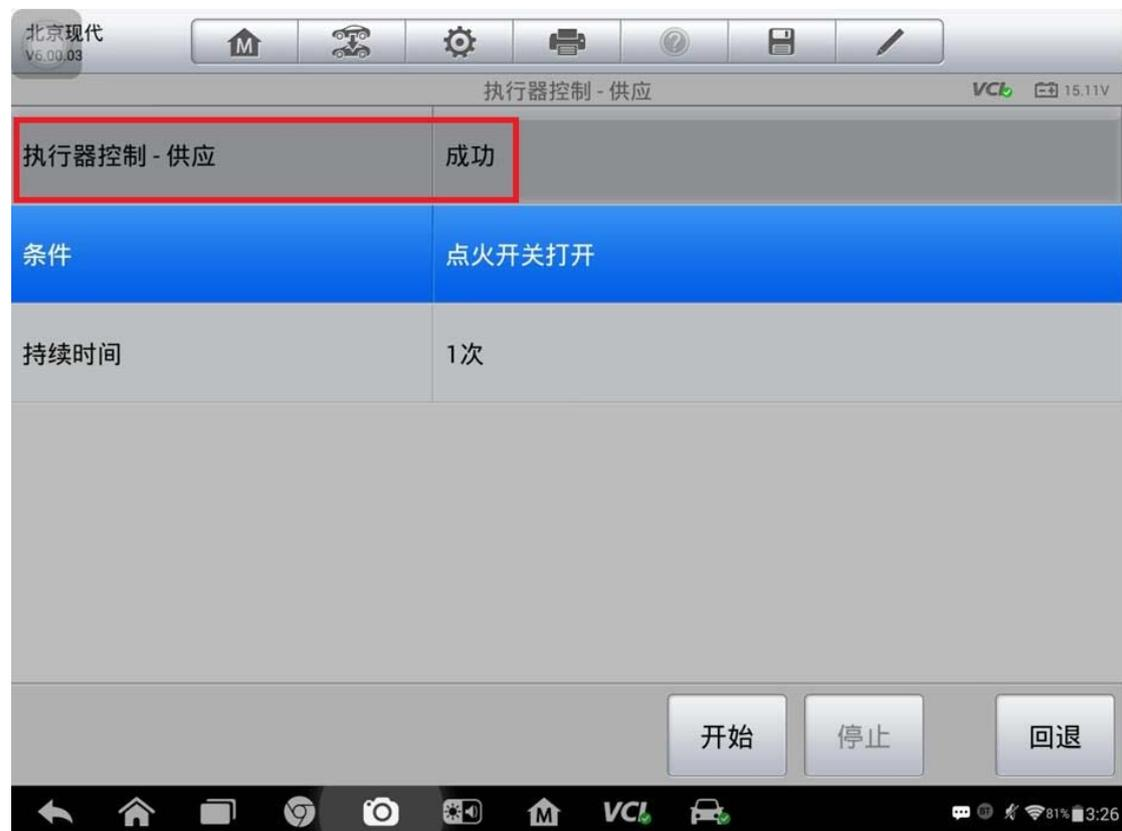 北京现代
V6.00.03
M
执行器控制 - 供应
VCI
15.11V
执行器控制 - 供应 成功
条件 点火开关打开
持续时间 1次
开始 停止 回退
M
VCI
81%
3:26